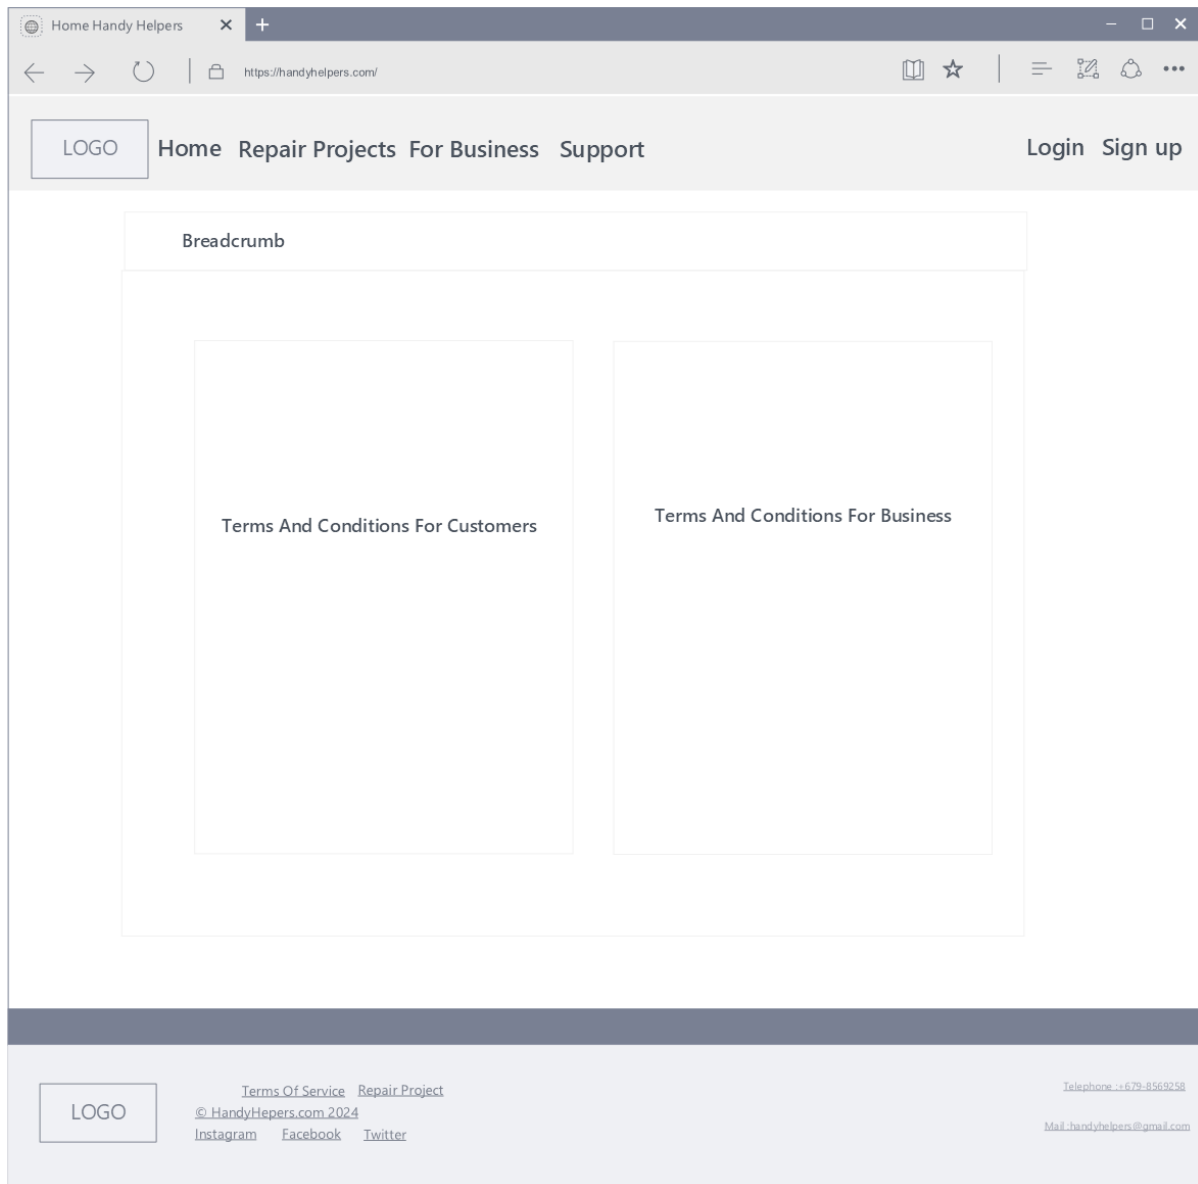 Home Handy Helpers
https://handyhelpers.com/
LOGO Home Repair Projects For Business Support Login Sign up
Breadcrumb
Terms And Conditions For Customers
Terms And Conditions For Business
LOGO
Terms Of Service Repair Project
© HandyHepers.com 2024
Instagram Facebook Twitter
Telephone :+679-8569258
Mail :handyhelpers@gmail.com